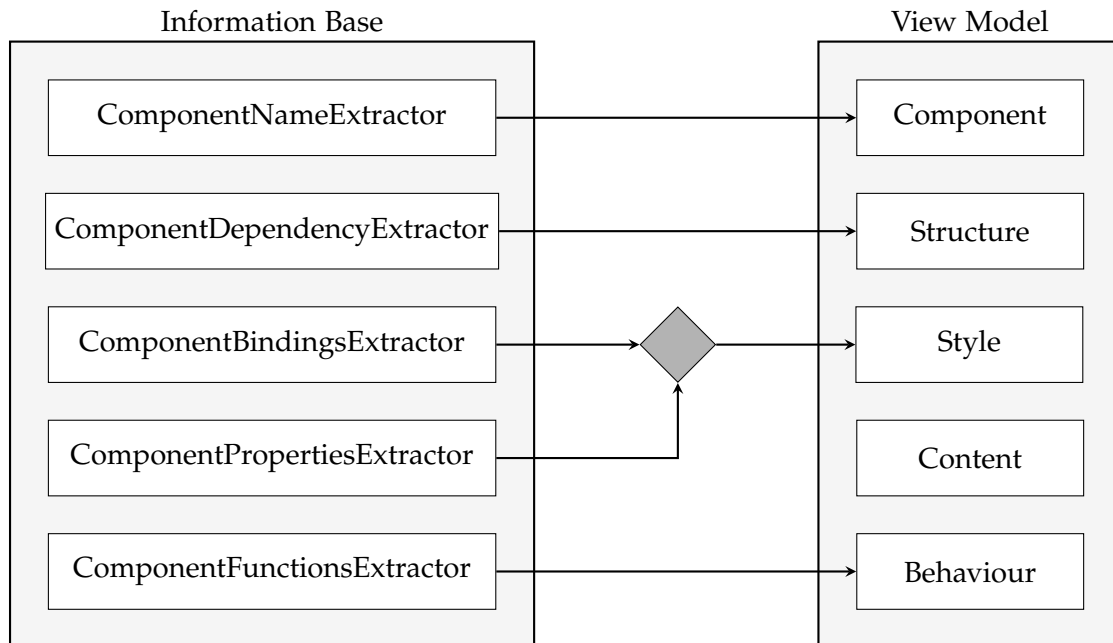 Information Base
View Model
ComponentNameExtractor
Component
ComponentDependencyExtractor
Structure
ComponentBindingsExtractor
Style
ComponentPropertiesExtractor
Content
ComponentFunctionsExtractor
Behaviour